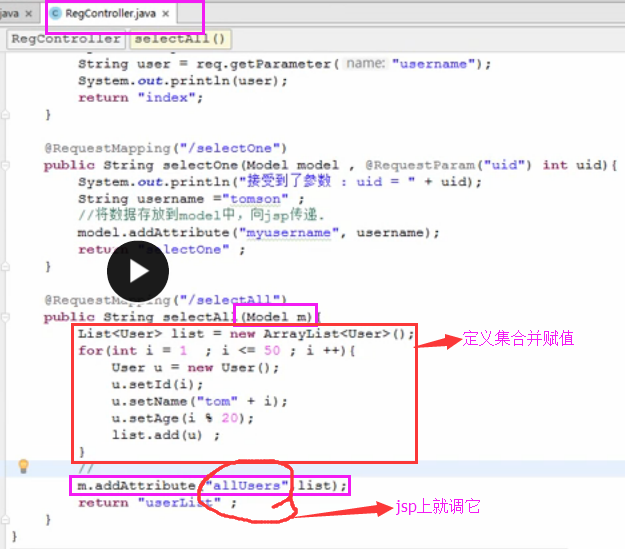 java × RegController.java ×
RegController selectAll()
String user = req.getParameter( name: "username");
System.out.println(user);
return "index";
}
@RequestMapping("/selectOne")
public String selectOne(Model model , @RequestParam("uid") int uid){
System.out.println("接受到了参数 : uid = " + uid);
String username ="tomson" ;
//将数据存放到model中，向jsp传递.
model.addAttribute("myusername", username);
return "selectOne" ;
}
@RequestMapping("/selectAll")
public String selectAll(Model m){
List<User> list = new ArrayList<User>();
定义集合并赋值
for(int i = 1 ; i <= 50 ; i ++){
User u = new User();
u.setId(i);
u.setName("tom" + i);
u.setAge(i % 20);
list.add(u) ;
}
//
m.addAttribute("allUsers",list);
return "userList" ;
jsp上就调它
}
}